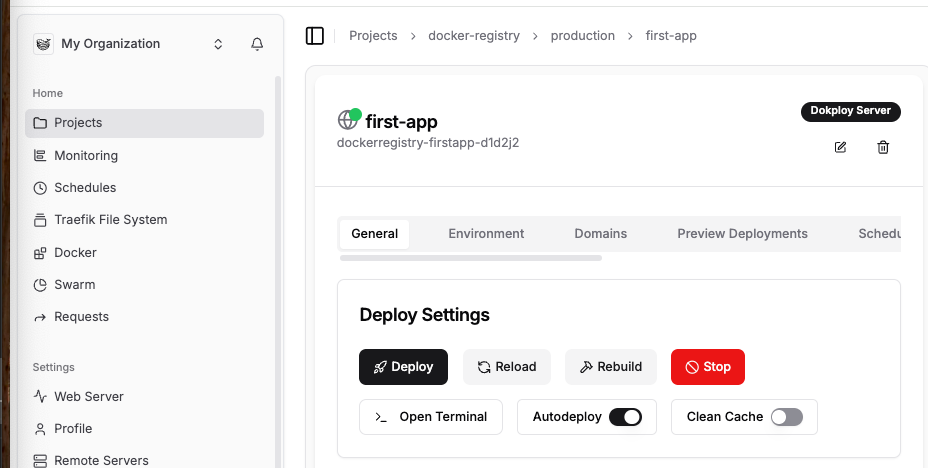 My Organization
Projects
docker-registry
production
first-app
Home
Projects
Monitoring
Schedules
Traefik File System
Docker
Swarm
Requests
Settings
Web Server
Profile
Remote Servers
first-app
Dokploy Server
dockerregistry-firstapp-d1d2j2
General
Environment
Domains
Preview Deployments
Schedu
Deploy Settings
Deploy
Reload
Rebuild
Stop
Open Terminal
Autodeploy
Clean Cache